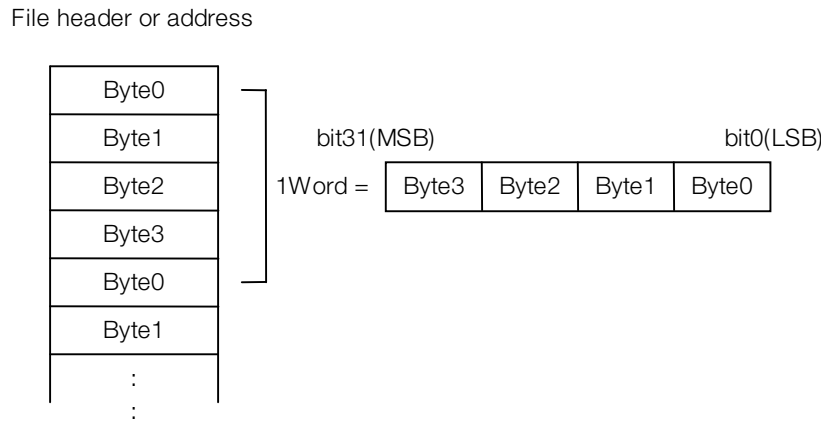 File header or address
Byte0
Byte1
Byte2
Byte3
Byte0
Byte1
:
:
bit31(MSB) bit0(LSB)
1Word = Byte3 Byte2 Byte1 Byte0